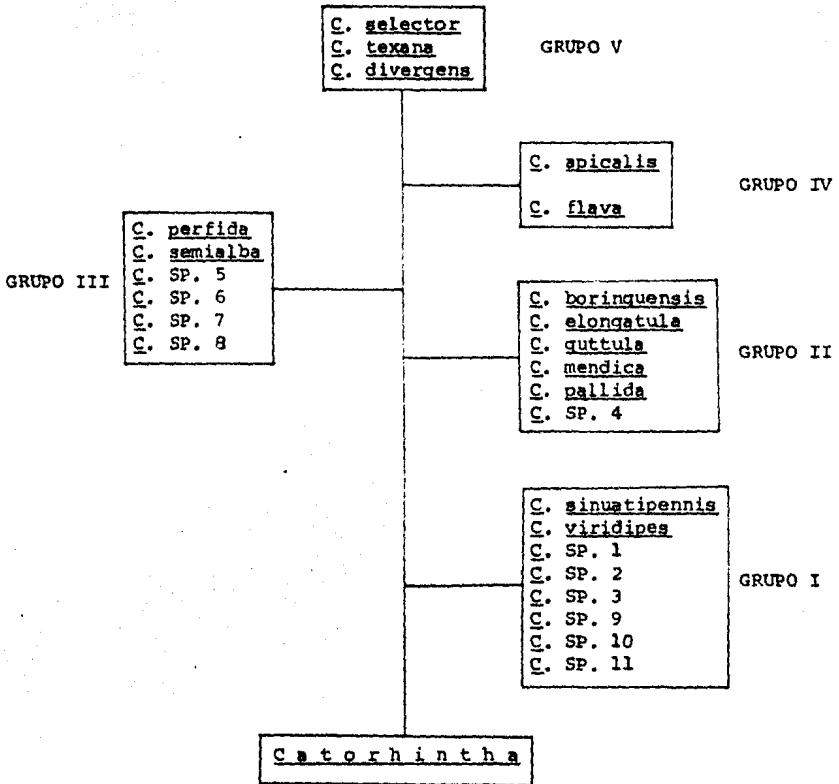 C. selector
C. texana
C. divergens
GRUPO V
C. apicalis
C. flava
GRUPO IV
C. perfida
C. semialba
C. SP. 5
C. SP. 6
C. SP. 7
C. SP. 8
GRUPO III
C. borinquensis
C. elongatula
C. guttula
C. mendica
C. pallida
C. SP. 4
GRUPO II
C. sinuatipennis
C. viridipes
C. SP. 1
C. SP. 2
C. SP. 3
C. SP. 9
C. SP. 10
C. SP. 11
GRUPO I
C a t o r h i n t h a